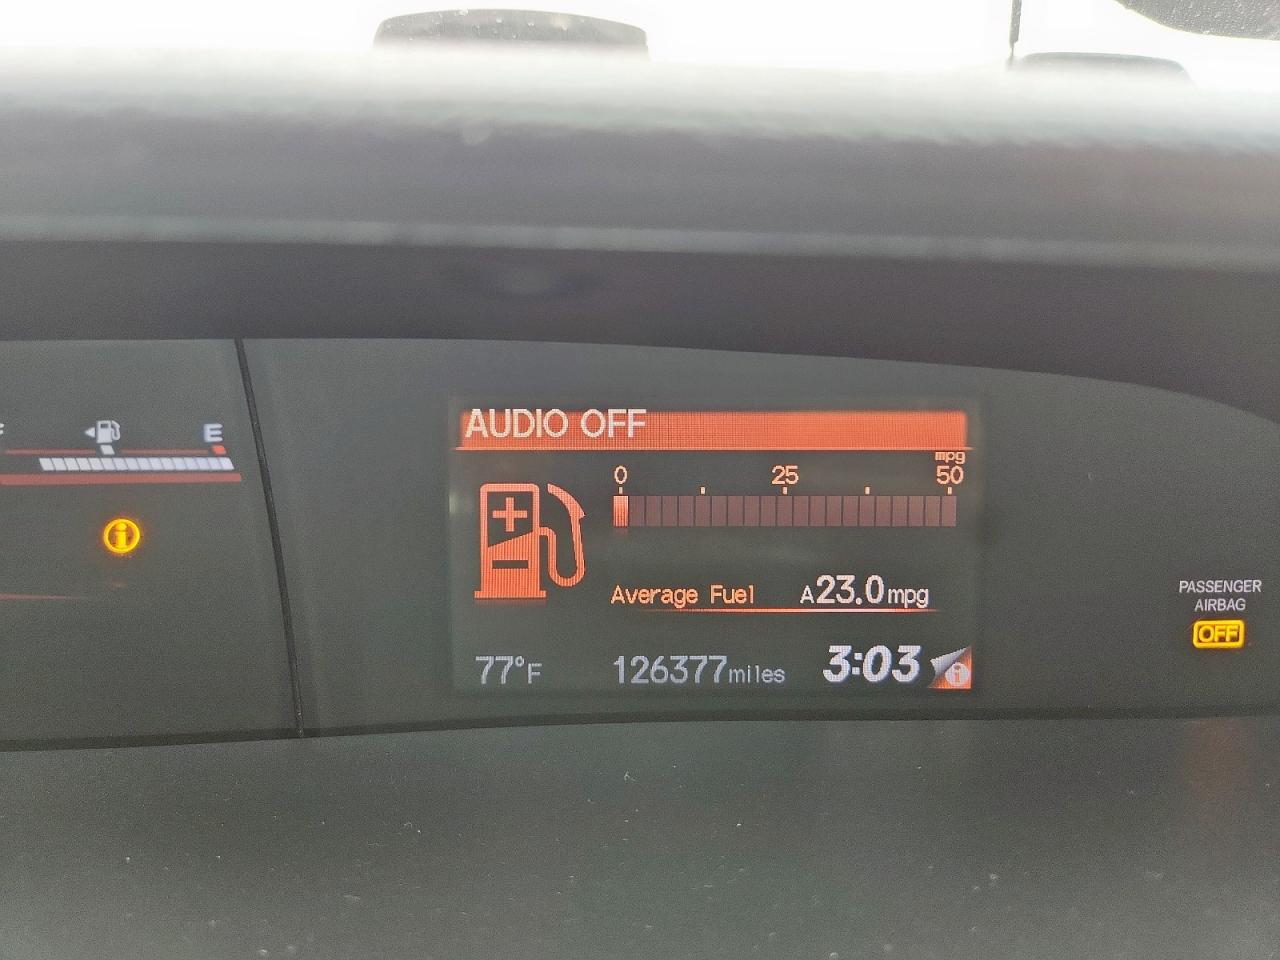 AUDIO OFF
mpg
0 25 50
E
Average Fuel A23.0mpg
77°F 126377miles 3:03
PASSENGER
AIRBAG
OFF